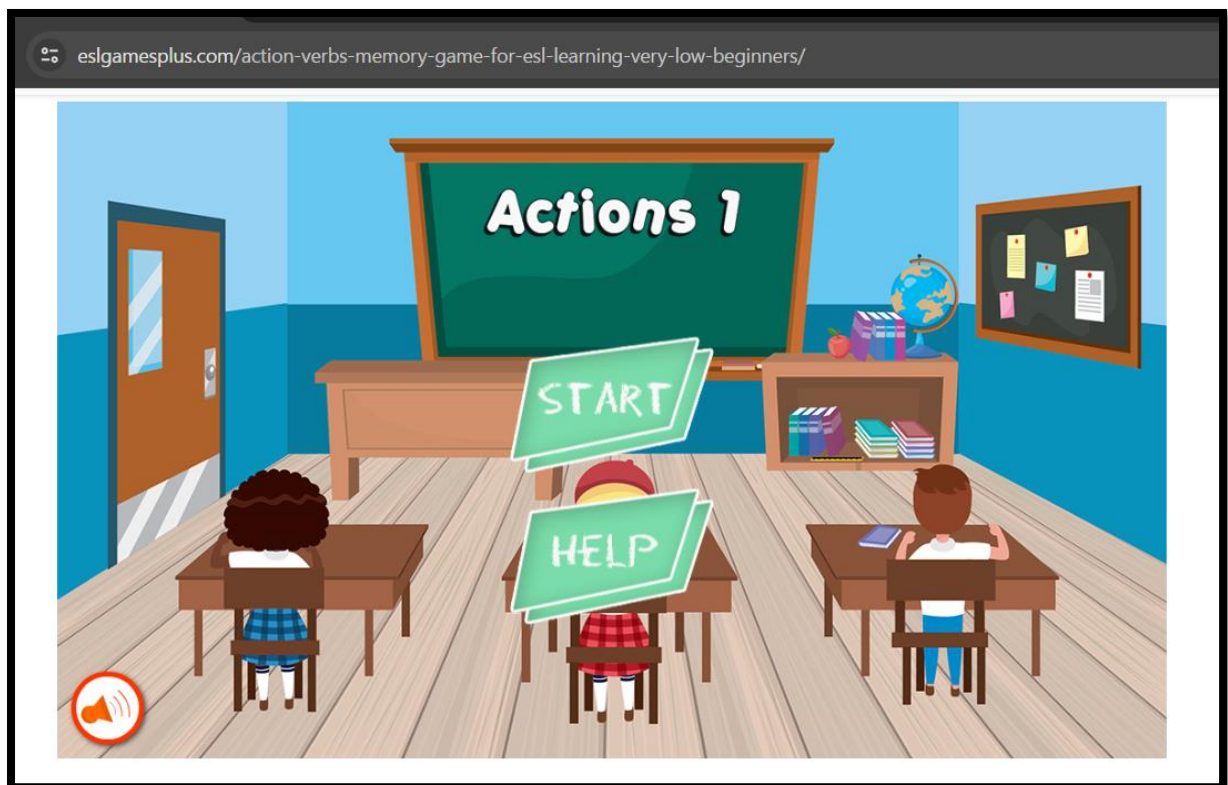 eslgamesplus.com/action-verbs-memory-game-for-esl-learning-very-low-beginners/
Actions 1
START
HELP